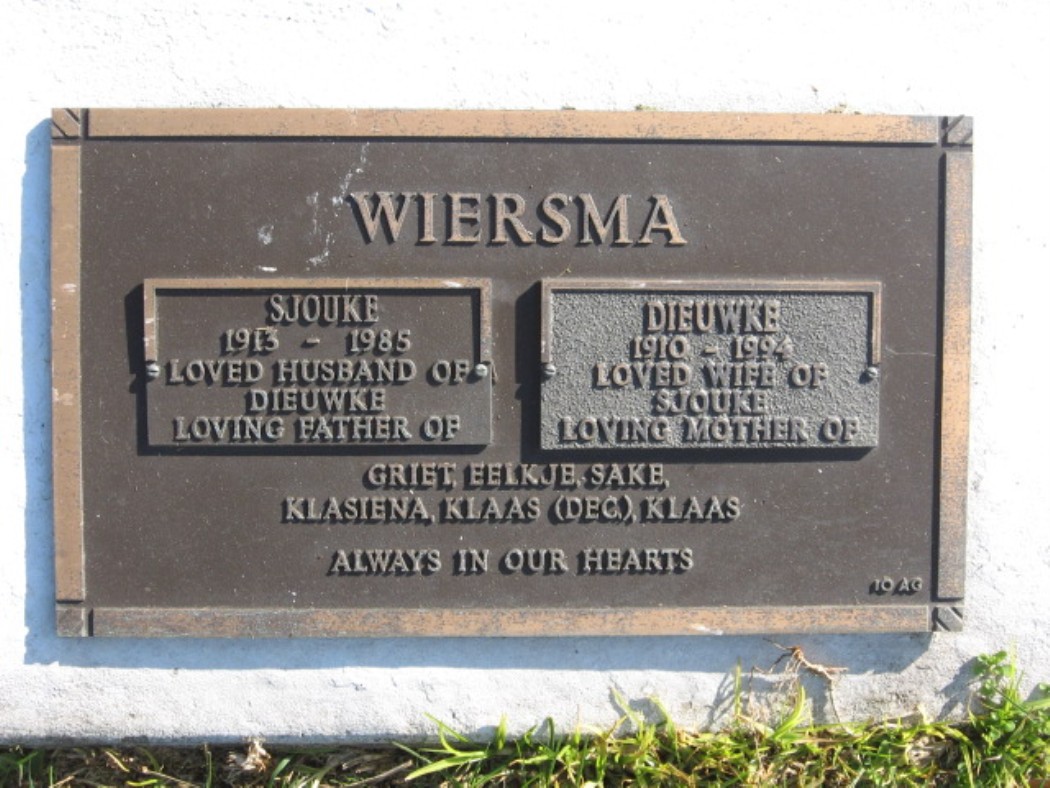 WIERSMA
SJOUKE
1913 - 1985
LOVED HUSBAND OF
DIEUWKE
LOVING FATHER OF
DIEUWKE
1910 - 1994
LOVED WIFE OF
SJOUKE
LOVING MOTHER OF
GRIET, EELKJE, SAKE,
KLASIENA, KLAAS (DEC.), KLAAS
ALWAYS IN OUR HEARTS
10 AG